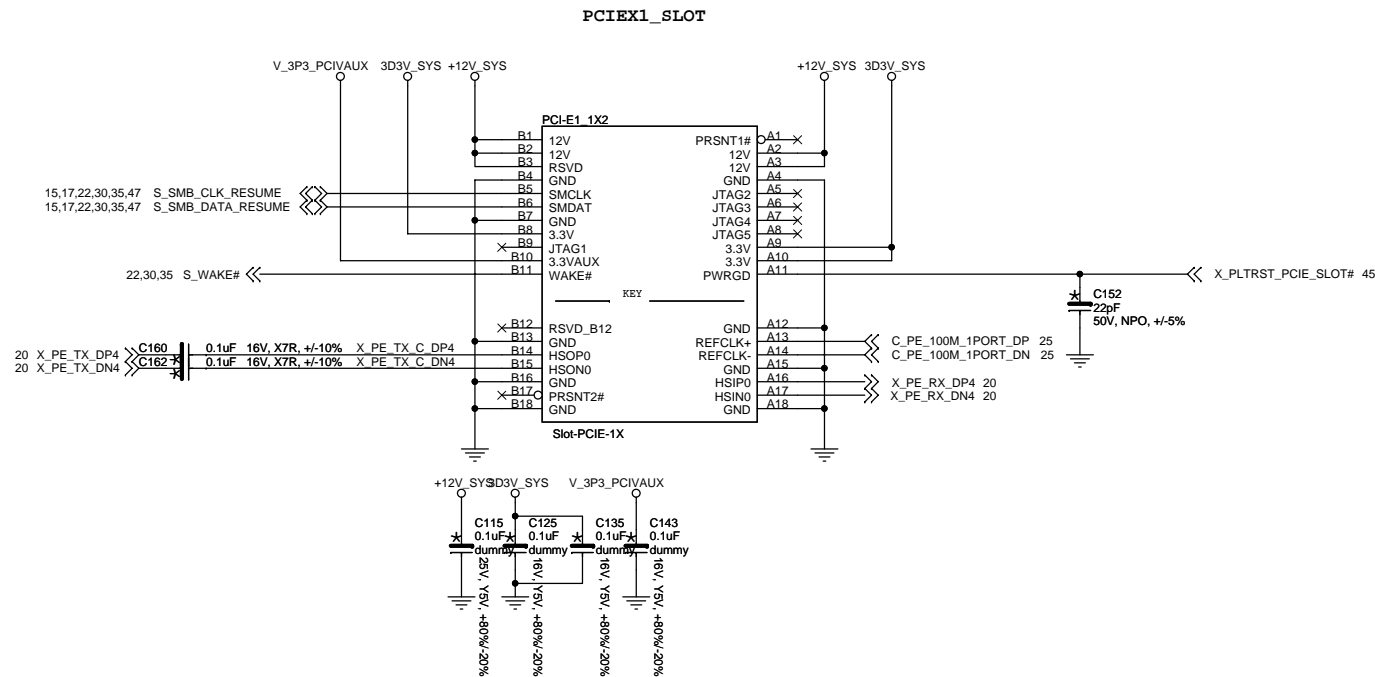 PCIEX1_SLOT
V_3P3_PCIVAUX 3D3V_SYS +12V_SYS +12V_SYS 3D3V_SYS
PCI-E1_1X2
B1 12V PRSNT1# A1
B2 12V 12V A2
B3 RSVD 12V A3
B4 GND GND A4
15,17,22,30,35,47 S_SMB_CLK_RESUME B5 SMCLK JTAG2 A5
15,17,22,30,35,47 S_SMB_DATA_RESUME B6 SMDAT JTAG3 A6
B7 GND JTAG4 A7
B8 3.3V JTAG5 A8
B9 JTAG1 3.3V A9
B10 3.3VAUX 3.3V A10
22,30,35 S_WAKE# B11 WAKE# PWRGD A11 X_PLTRST_PCIE_SLOT# 45
KEY
C152
22pF
50V, NPO, +/-5%
B12 RSVD_B12 GND A12
B13 GND REFCLK+ A13 C_PE_100M_1PORT_DP 25
20 X_PE_TX_DP4 C160 0.1uF 16V, X7R, +/-10% X_PE_TX_C_DP4 B14 HSOP0 REFCLK- A14 C_PE_100M_1PORT_DN 25
20 X_PE_TX_DN4 C162 0.1uF 16V, X7R, +/-10% X_PE_TX_C_DN4 B15 HSON0 GND A15
B16 GND HSIP0 A16 X_PE_RX_DP4 20
B17 PRSNT2# HSIN0 A17 X_PE_RX_DN4 20
B18 GND GND A18
Slot-PCIE-1X
+12V_SYS 3D3V_SYS V_3P3_PCIVAUX
C115 C125 C135 C143
0.1uF 0.1uF 0.1uF 0.1uF
dummy dummy dummy dummy
25V, Y5V, +80%/-20%
16V, Y5V, +80%/-20%
16V, Y5V, +80%/-20%
16V, Y5V, +80%/-20%